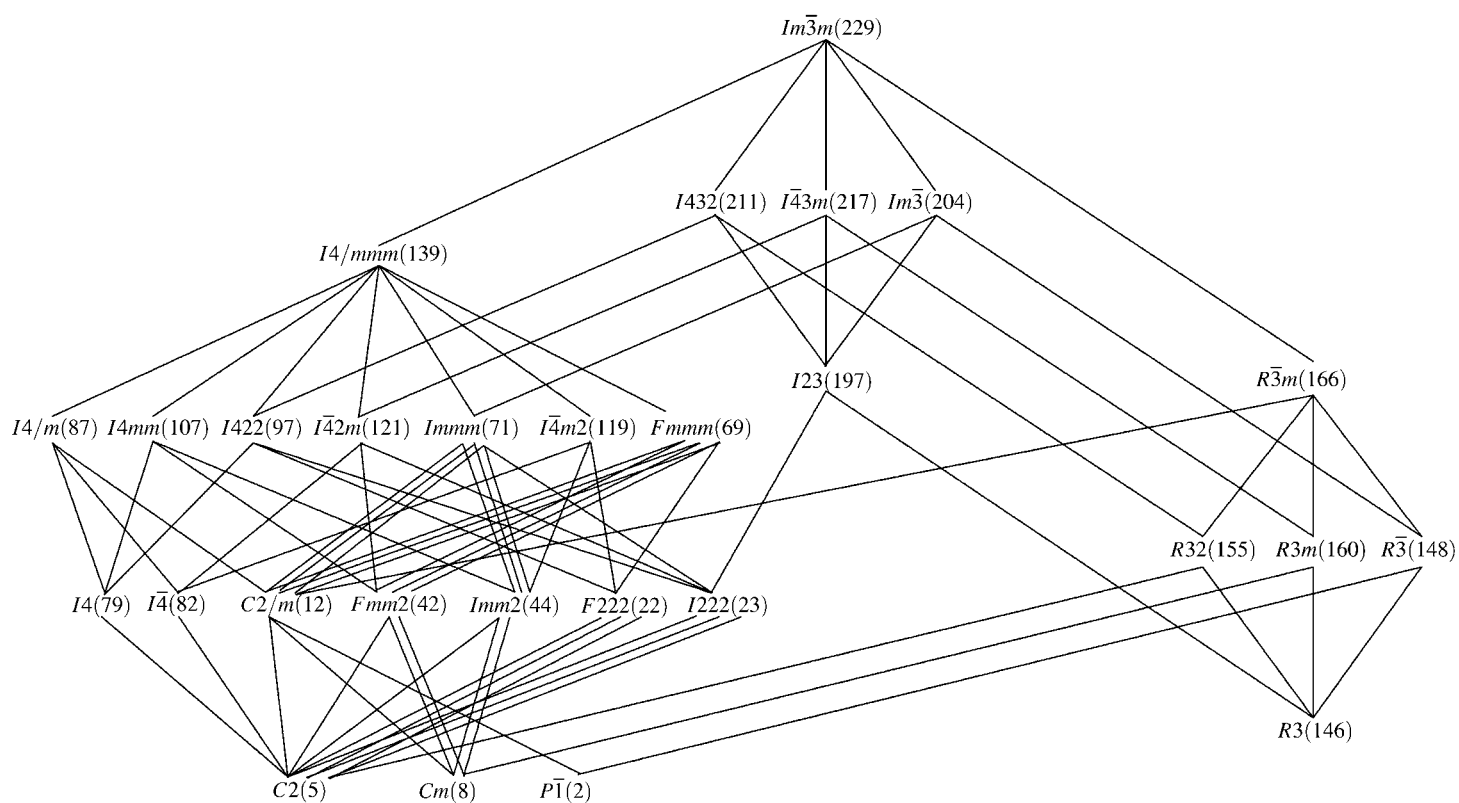 Im3̅m(229)
I432(211) I4̅3m(217) Im3̅(204)
I4/mmm(139)
I23(197)
R3̅m(166)
I4/m(87) I4mm(107) I422(97) I4̅2m(121) Immm(71) I4̅m2(119) Fmmm(69)
R32(155) R3m(160) R3̅(148)
I4(79) I4̅(82) C2/m(12) Fmm2(42) Imm2(44) F222(22) I222(23)
R3(146)
C2(5) Cm(8) P1̅(2)